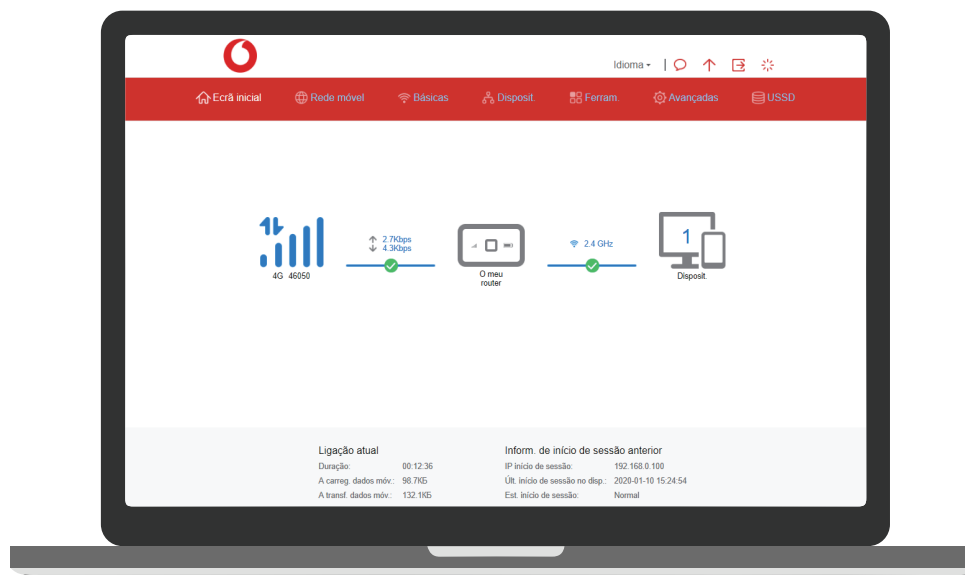 Idioma
Ecrã inicial Rede móvel Básicas Disposit. Ferram. Avançadas USSD
2.7Kbps
4.3Kbps
2.4 GHz
1
4G 46050
O meu
router
Disposit.
Ligação atual
Duração: 00:12:36
A carreg. dados móv.: 98.7КБ
A transf. dados móv.: 132.1КБ
Inform. de início de sessão anterior
IP início de sessão: 192.168.0.100
Últ. início de sessão no disp.: 2020-01-10 15:24:54
Est. início de sessão: Normal